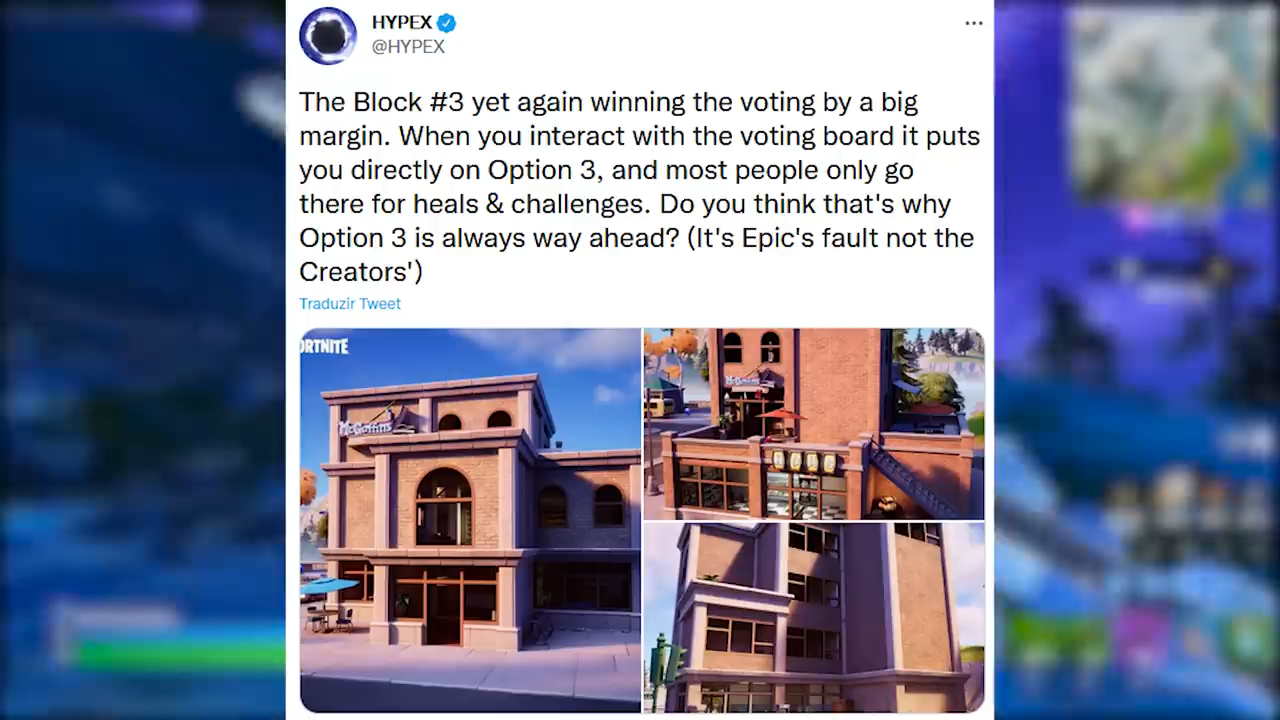 HYPEX
@HYPEX
The Block #3 yet again winning the voting by a big
margin. When you interact with the voting board it puts
you directly on Option 3, and most people only go
there for heals & challenges. Do you think that's why
Option 3 is always way ahead? (It's Epic's fault not the
Creators')
Traduzir Tweet
ORTNITE
McGuffin's